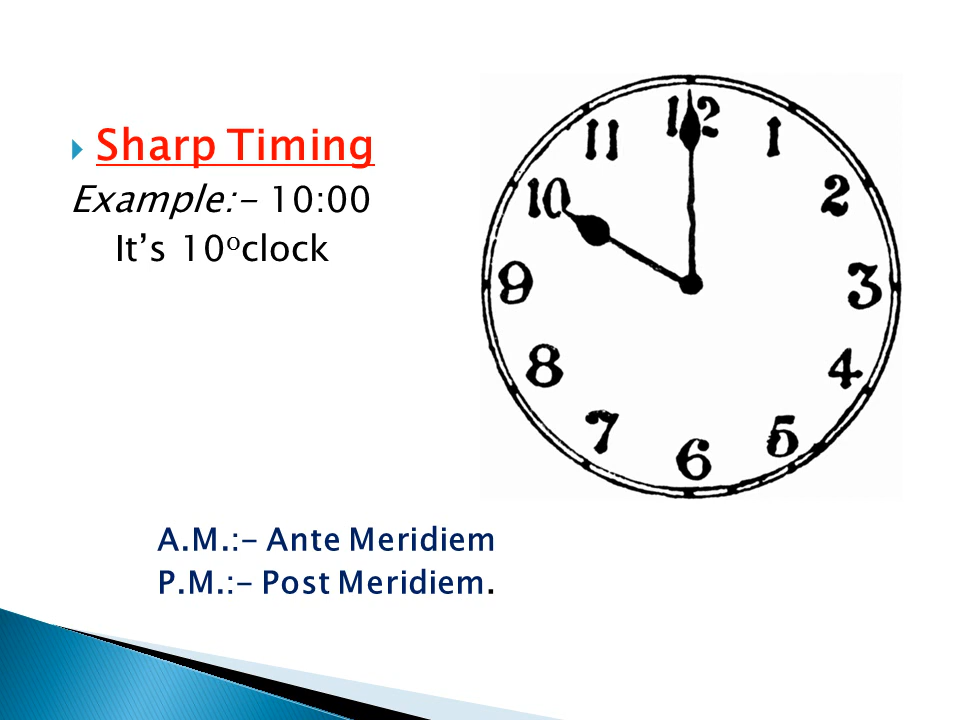 Sharp Timing
Example:- 10:00
It’s 10ºclock
12
11 1
10 2
9 3
8 4
7 5
6
A.M.:- Ante Meridiem
P.M.:- Post Meridiem.